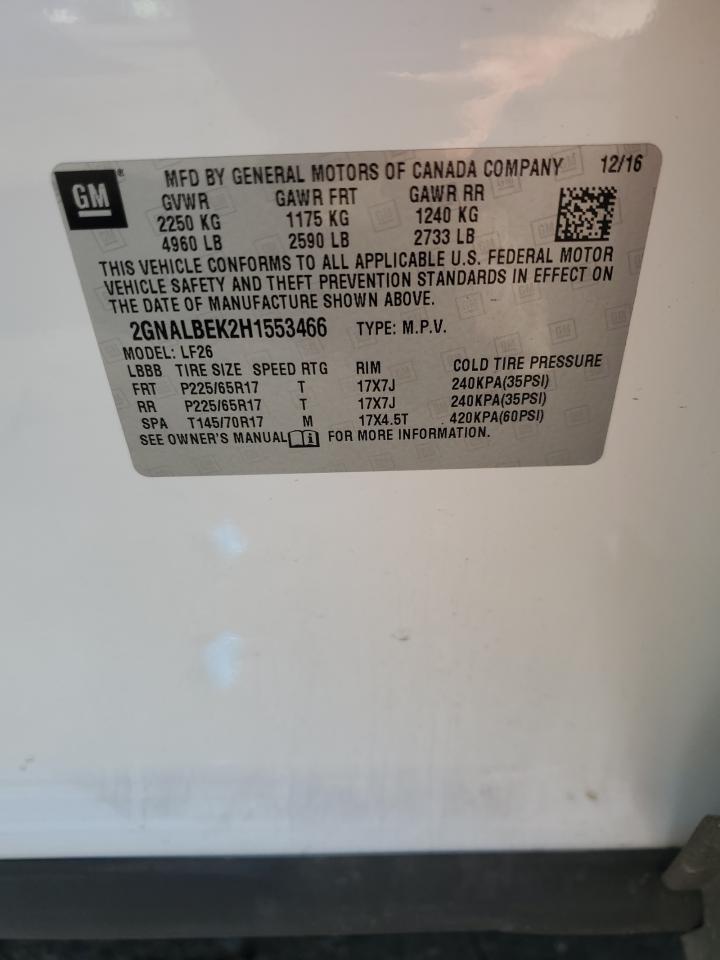 GM® MFD BY GENERAL MOTORS OF CANADA COMPANY 12/16
GVWR GAWR FRT GAWR RR
2250 KG 1175 KG 1240 KG
4960 LB 2590 LB 2733 LB
THIS VEHICLE CONFORMS TO ALL APPLICABLE U.S. FEDERAL MOTOR
VEHICLE SAFETY AND THEFT PREVENTION STANDARDS IN EFFECT ON
THE DATE OF MANUFACTURE SHOWN ABOVE.
2GNALBEK2H1553466 TYPE: M.P.V.
MODEL: LF26
LBBB TIRE SIZE SPEED RTG RIM COLD TIRE PRESSURE
FRT P225/65R17 T 17X7J 240KPA(35PSI)
RR P225/65R17 T 17X7J 240KPA(35PSI)
SPA T145/70R17 M 17X4.5T 420KPA(60PSI)
SEE OWNER'S MANUAL FOR MORE INFORMATION.